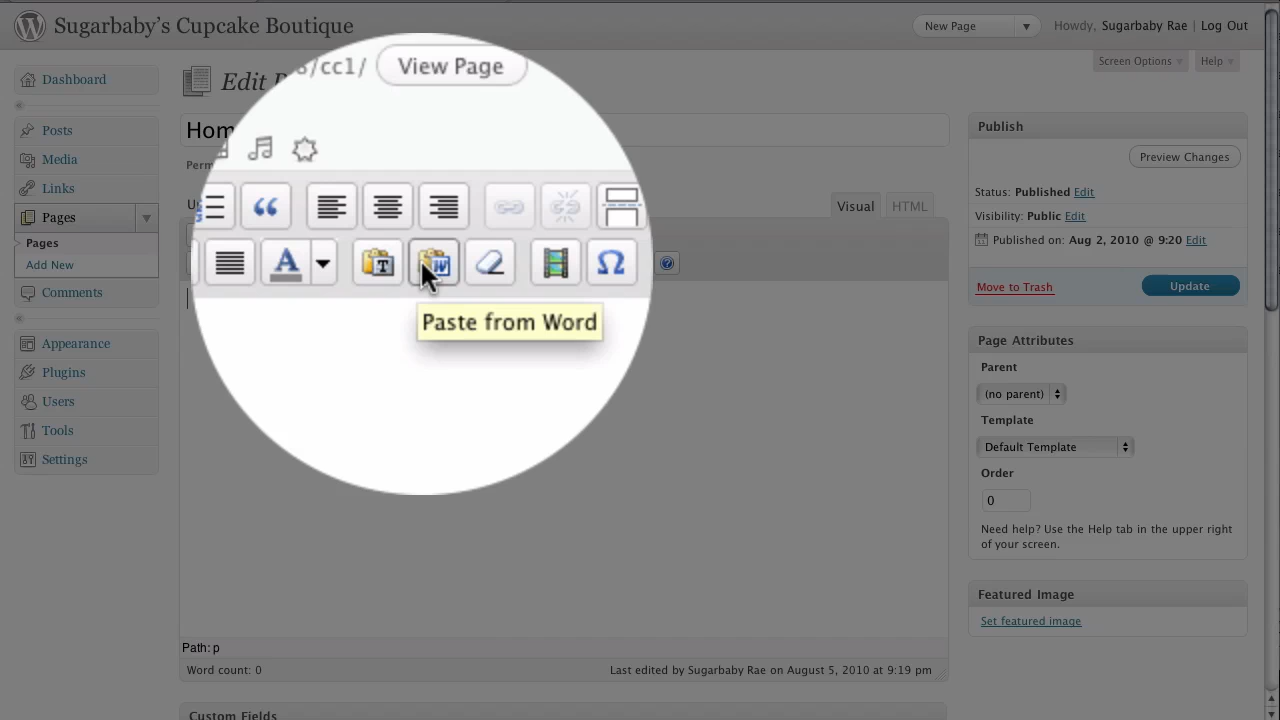 Sugarbaby's Cupcake Boutique
New Page
Howdy, Sugarbaby Rae | Log Out
Screen Options
Help
Dashboard
Posts
Media
Links
Pages
Pages
Add New
Comments
Appearance
Plugins
Users
Tools
Settings
Edit
/cc1/
View Page
Hom
Perm
Visual
HTML
Paste from Word
Path: p
Word count: 0
Last edited by Sugarbaby Rae on August 5, 2010 at 9:19 pm
Custom Fields
Publish
Preview Changes
Status: Published Edit
Visibility: Public Edit
Published on: Aug 2, 2010 @ 9:20 Edit
Move to Trash
Update
Page Attributes
Parent
(no parent)
Template
Default Template
Order
0
Need help? Use the Help tab in the upper right
of your screen.
Featured Image
Set featured image